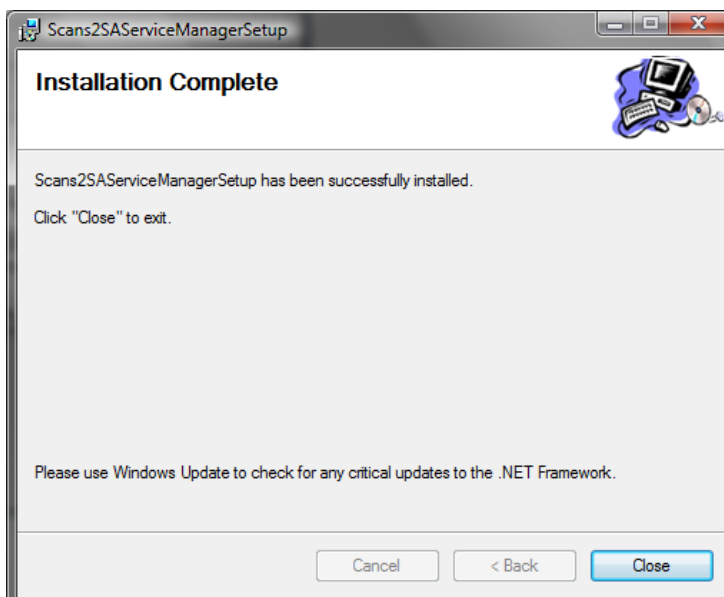 Scans2SAServiceManagerSetup
Installation Complete
Scans2SAServiceManagerSetup has been successfully installed.
Click "Close" to exit.
Please use Windows Update to check for any critical updates to the .NET Framework.
Cancel
< Back
Close